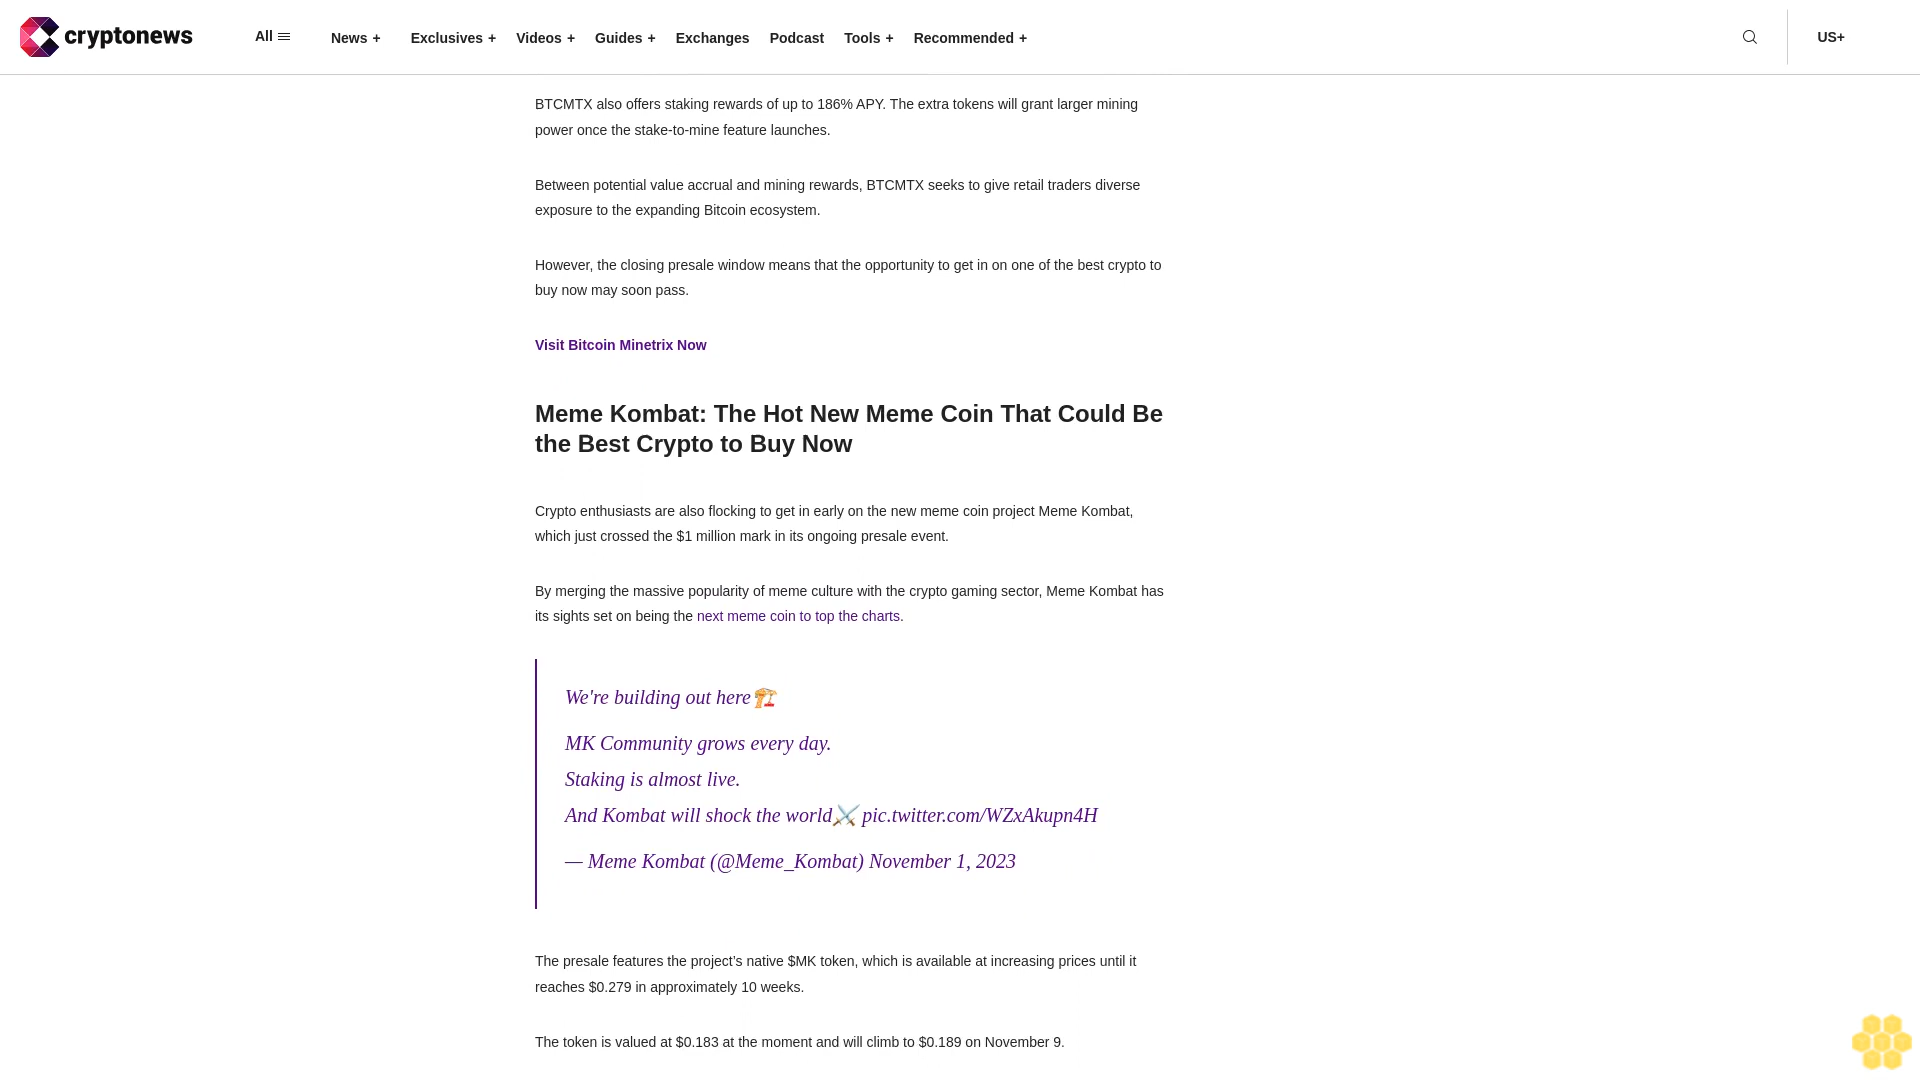 cryptonews
All
News +
Exclusives +
Videos +
Guides +
Exchanges
Podcast
Tools +
Recommended +
US+
BTCMTX also offers staking rewards of up to 186% APY. The extra tokens will grant larger mining
power once the stake-to-mine feature launches.
Between potential value accrual and mining rewards, BTCMTX seeks to give retail traders diverse
exposure to the expanding Bitcoin ecosystem.
However, the closing presale window means that the opportunity to get in on one of the best crypto to
buy now may soon pass.
Visit Bitcoin Minetrix Now
Meme Kombat: The Hot New Meme Coin That Could Be
the Best Crypto to Buy Now
Crypto enthusiasts are also flocking to get in early on the new meme coin project Meme Kombat,
which just crossed the $1 million mark in its ongoing presale event.
By merging the massive popularity of meme culture with the crypto gaming sector, Meme Kombat has
its sights set on being the next meme coin to top the charts.
We're building out here🏗️
MK Community grows every day.
Staking is almost live.
And Kombat will shock the world⚔️ pic.twitter.com/WZxAkupn4H
— Meme Kombat (@Meme_Kombat) November 1, 2023
The presale features the project’s native $MK token, which is available at increasing prices until it
reaches $0.279 in approximately 10 weeks.
The token is valued at $0.183 at the moment and will climb to $0.189 on November 9.